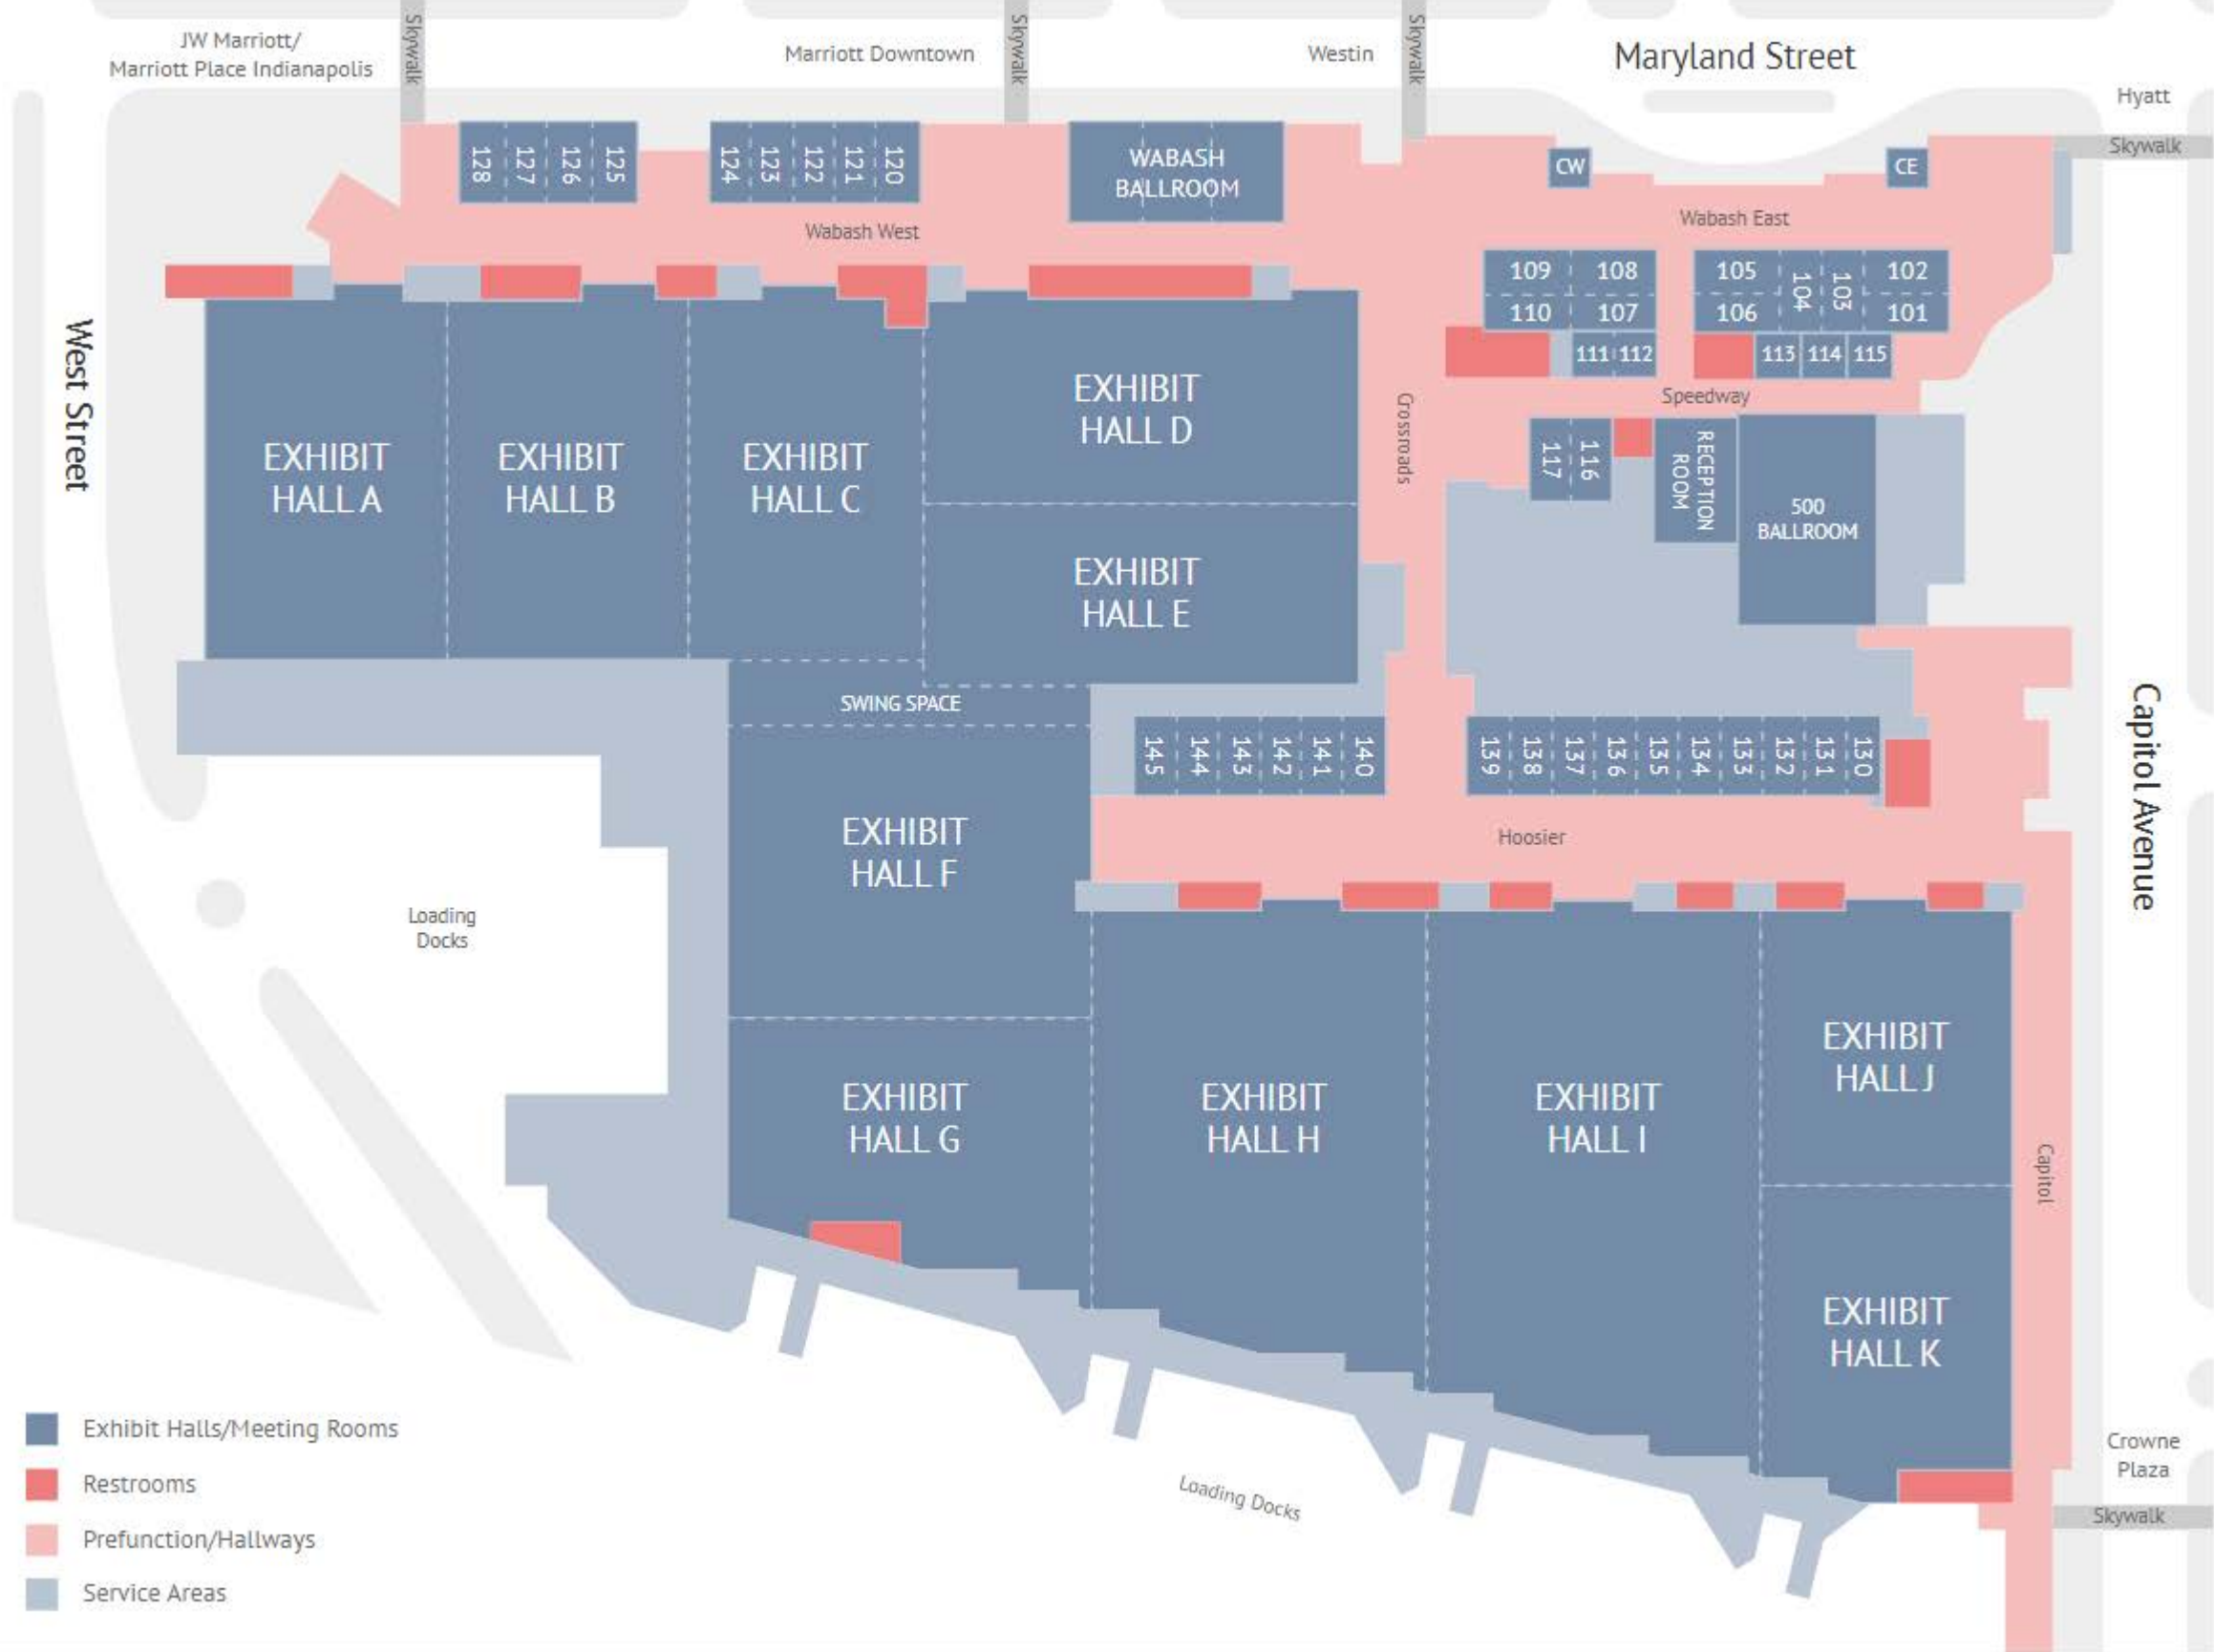 JW Marriott/
Marriott Place Indianapolis
Skywalk
Marriott Downtown
Skywalk
Westin
Skywalk
Maryland Street
Hyatt
Skywalk
128
127
126
125
124
123
122
121
120
WABASH
BALLROOM
CW
CE
Wabash West
Wabash East
109
108
105
104
103
102
110
107
106
101
111
112
113
114
115
Speedway
West Street
Crossroads
117
116
RECEPTION
ROOM
500
BALLROOM
EXHIBIT
HALL A
EXHIBIT
HALL B
EXHIBIT
HALL C
EXHIBIT
HALL D
EXHIBIT
HALL E
SWING SPACE
145
144
143
142
141
140
139
138
137
136
135
134
133
132
131
130
Capitol Avenue
Hoosier
EXHIBIT
HALL F
Loading
Docks
EXHIBIT
HALL G
EXHIBIT
HALL H
EXHIBIT
HALL I
EXHIBIT
HALL J
Capitol
EXHIBIT
HALL K
Exhibit Halls/Meeting Rooms
Restrooms
Prefunction/Hallways
Service Areas
Loading Docks
Crowne
Plaza
Skywalk